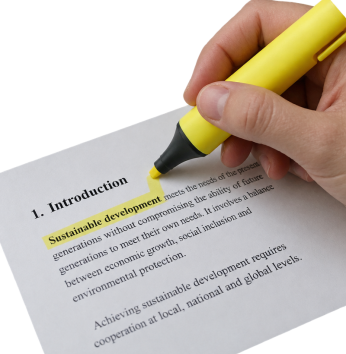 1. Introduction
Sustainable development meets the needs of the present
generations without compromising the ability of future
generations to meet their own needs. It involves a balance
between economic growth, social inclusion and
environmental protection.
Achieving sustainable development requires
cooperation at local, national and global levels.